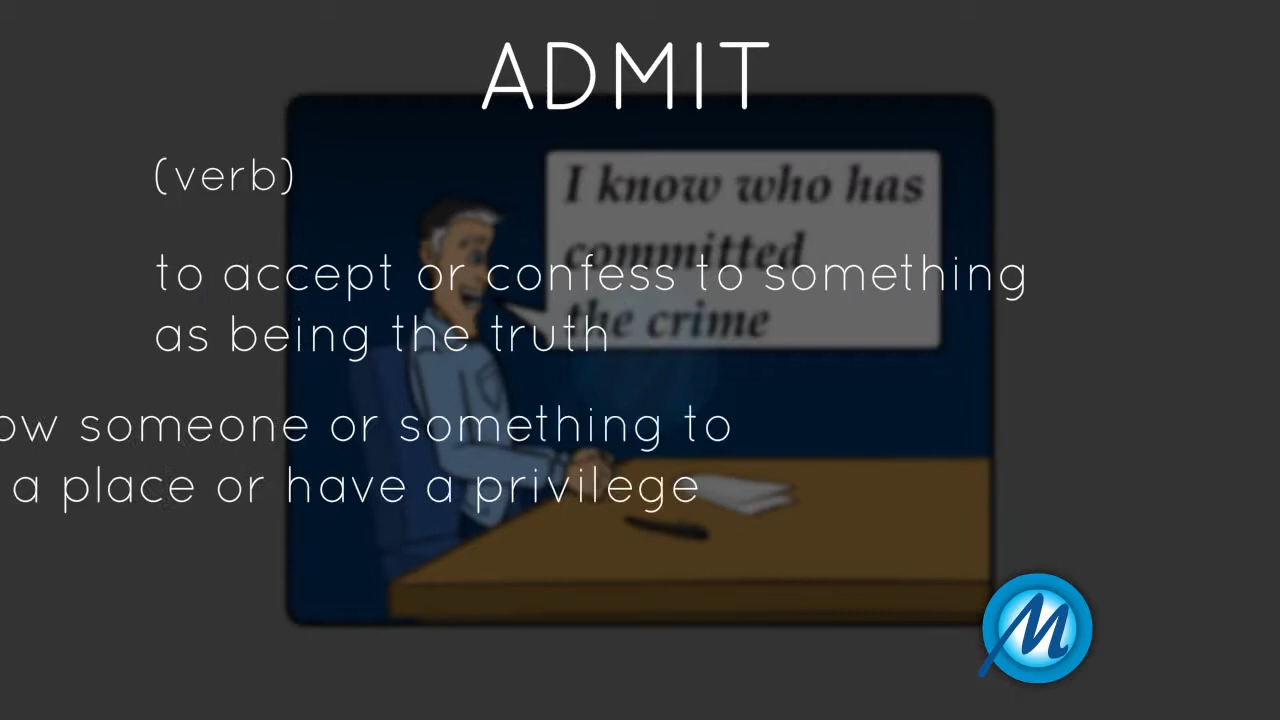 ADMIT
(verb)
I know who has
committed
the crime
to accept or confess to something
as being the truth
ow someone or something to
a place or have a privilege
M